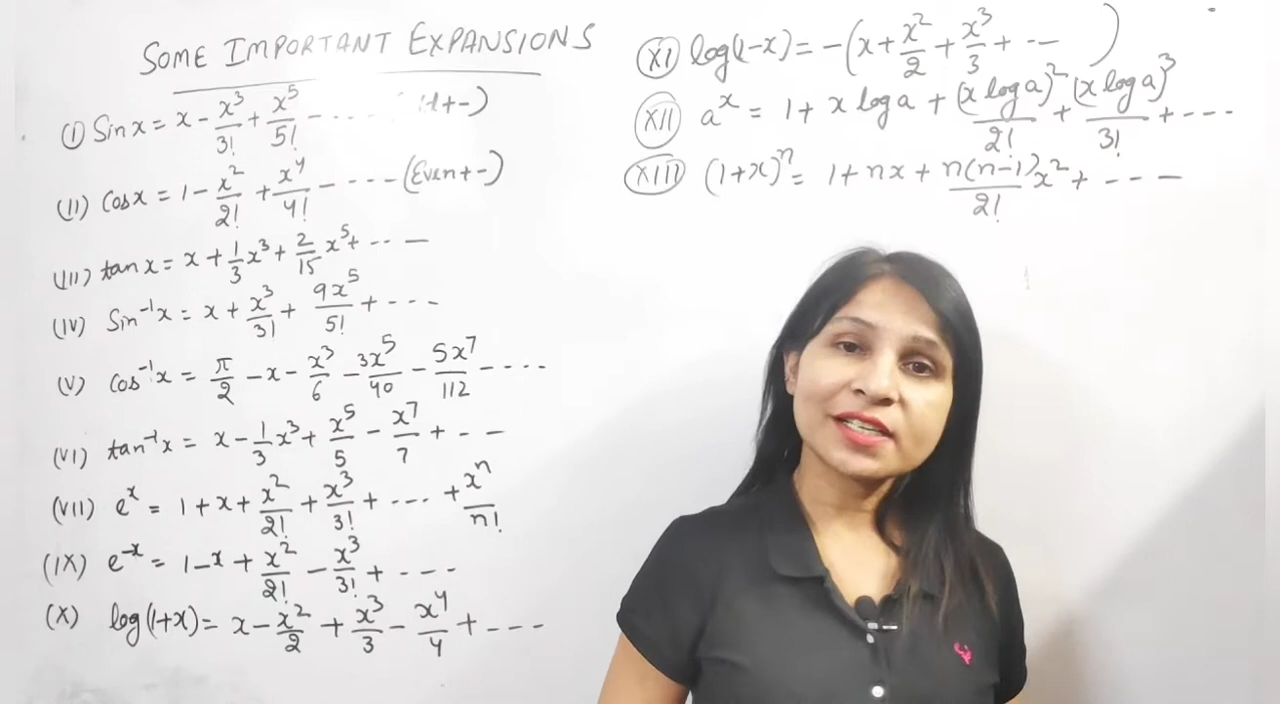 SOME IMPORTANT EXPANSIONS
(I) Sin x = x - x³/3! + x⁵/5! - ....
(II) Cos x = 1 - x²/2! + x⁴/4! - .... (Even + -)
(III) tan x = x + 1/3 x³ + 2/15 x⁵ + ....
(IV) Sin⁻¹x = x + x³/3! + 9x⁵/5! + ....
(V) cos⁻¹x = π/2 - x - x³/6 - 3x⁵/40 - 5x⁷/112 - ....
(VI) tan⁻¹x = x - 1/3 x³ + x⁵/5 - x⁷/7 + ...
(VII) eˣ = 1 + x + x²/2! + x³/3! + .... + xⁿ/n!
(IX) e⁻ˣ = 1 - x + x²/2! - x³/3! + ....
(X) log(1+x) = x - x²/2 + x³/3 - x⁴/4 + ....
(XI) log(1-x) = -(x + x²/2 + x³/3 + ... )
(XII) aˣ = 1 + x log a + (x log a)²/2! + (x log a)³/3! + ....
(XIII) (1+x)ⁿ = 1 + nx + n(n-1)/2! x² + ....